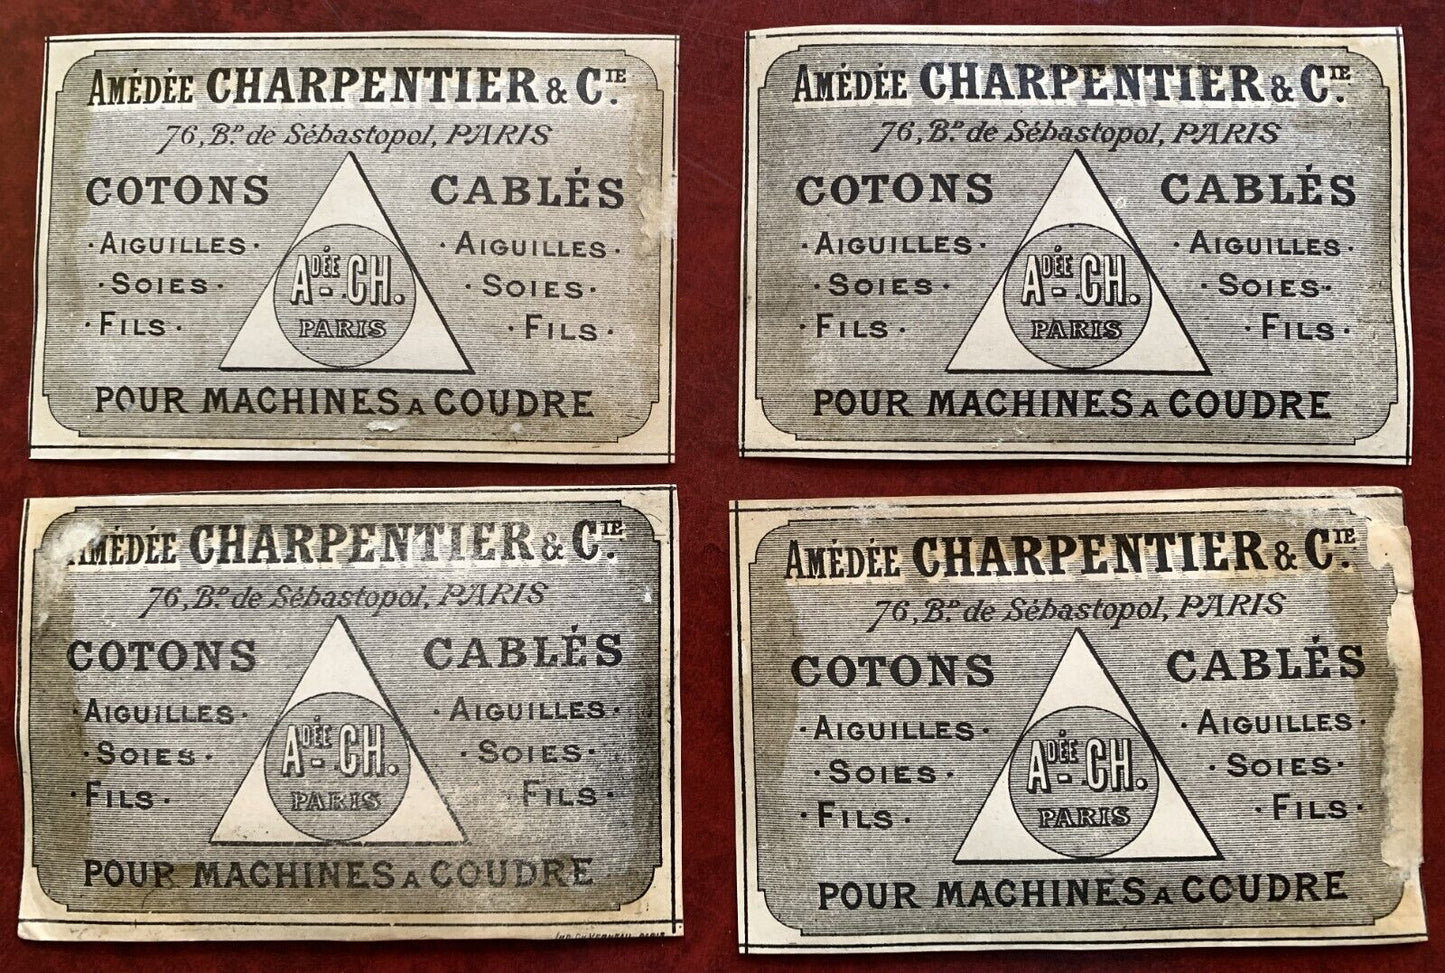 AMÉDÉE CHARPENTIER & CIE.
76, BD. de Sébastopol, PARIS
COTONS CABLÉS
·AIGUILLES· ·AIGUILLES·
·SOIES· ·SOIES·
·FILS· ·FILS·
ADÉE CH.
PARIS
POUR MACHINES A COUDRE
AMÉDÉE CHARPENTIER & CIE.
76, BD. de Sébastopol, PARIS
COTONS CABLÉS
·AIGUILLES· ·AIGUILLES·
·SOIES· ·SOIES·
·FILS· ·FILS·
ADÉE CH.
PARIS
POUR MACHINES A COUDRE
AMÉDÉE CHARPENTIER & CIE.
76, BD. de Sébastopol, PARIS
COTONS CABLÉS
·AIGUILLES· ·AIGUILLES·
·SOIES· ·SOIES·
·FILS· ·FILS·
ADÉE CH.
PARIS
POUR MACHINES A COUDRE
PARIS
AMÉDÉE CHARPENTIER & CIE.
76, BD. de Sébastopol, PARIS
COTONS CABLÉS
·AIGUILLES· ·AIGUILLES·
·SOIES· ·SOIES·
·FILS· ·FILS·
ADÉE CH.
PARIS
POUR MACHINES A COUDRE